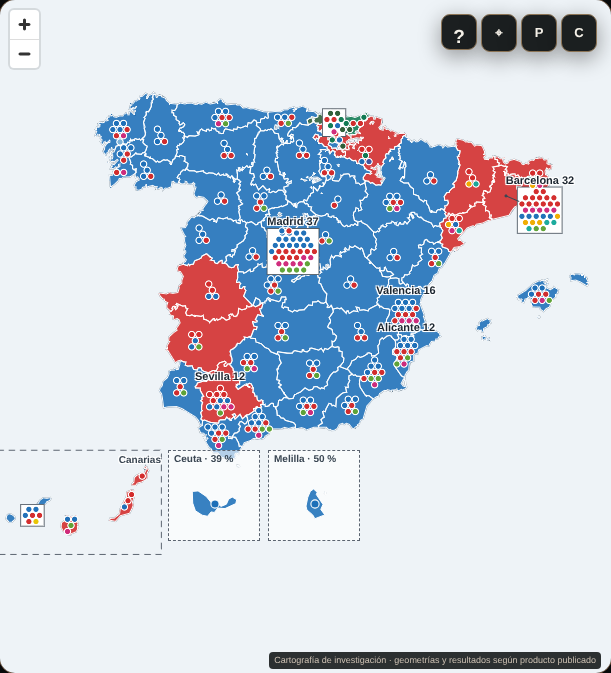 +
−
?
⌖
P
C
Barcelona 32
Madrid 37
Valencia 16
Alicante 12
Sevilla 12
Canarias
Ceuta · 39 %
Melilla · 50 %
Cartografía de investigación · geometrías y resultados según producto publicado